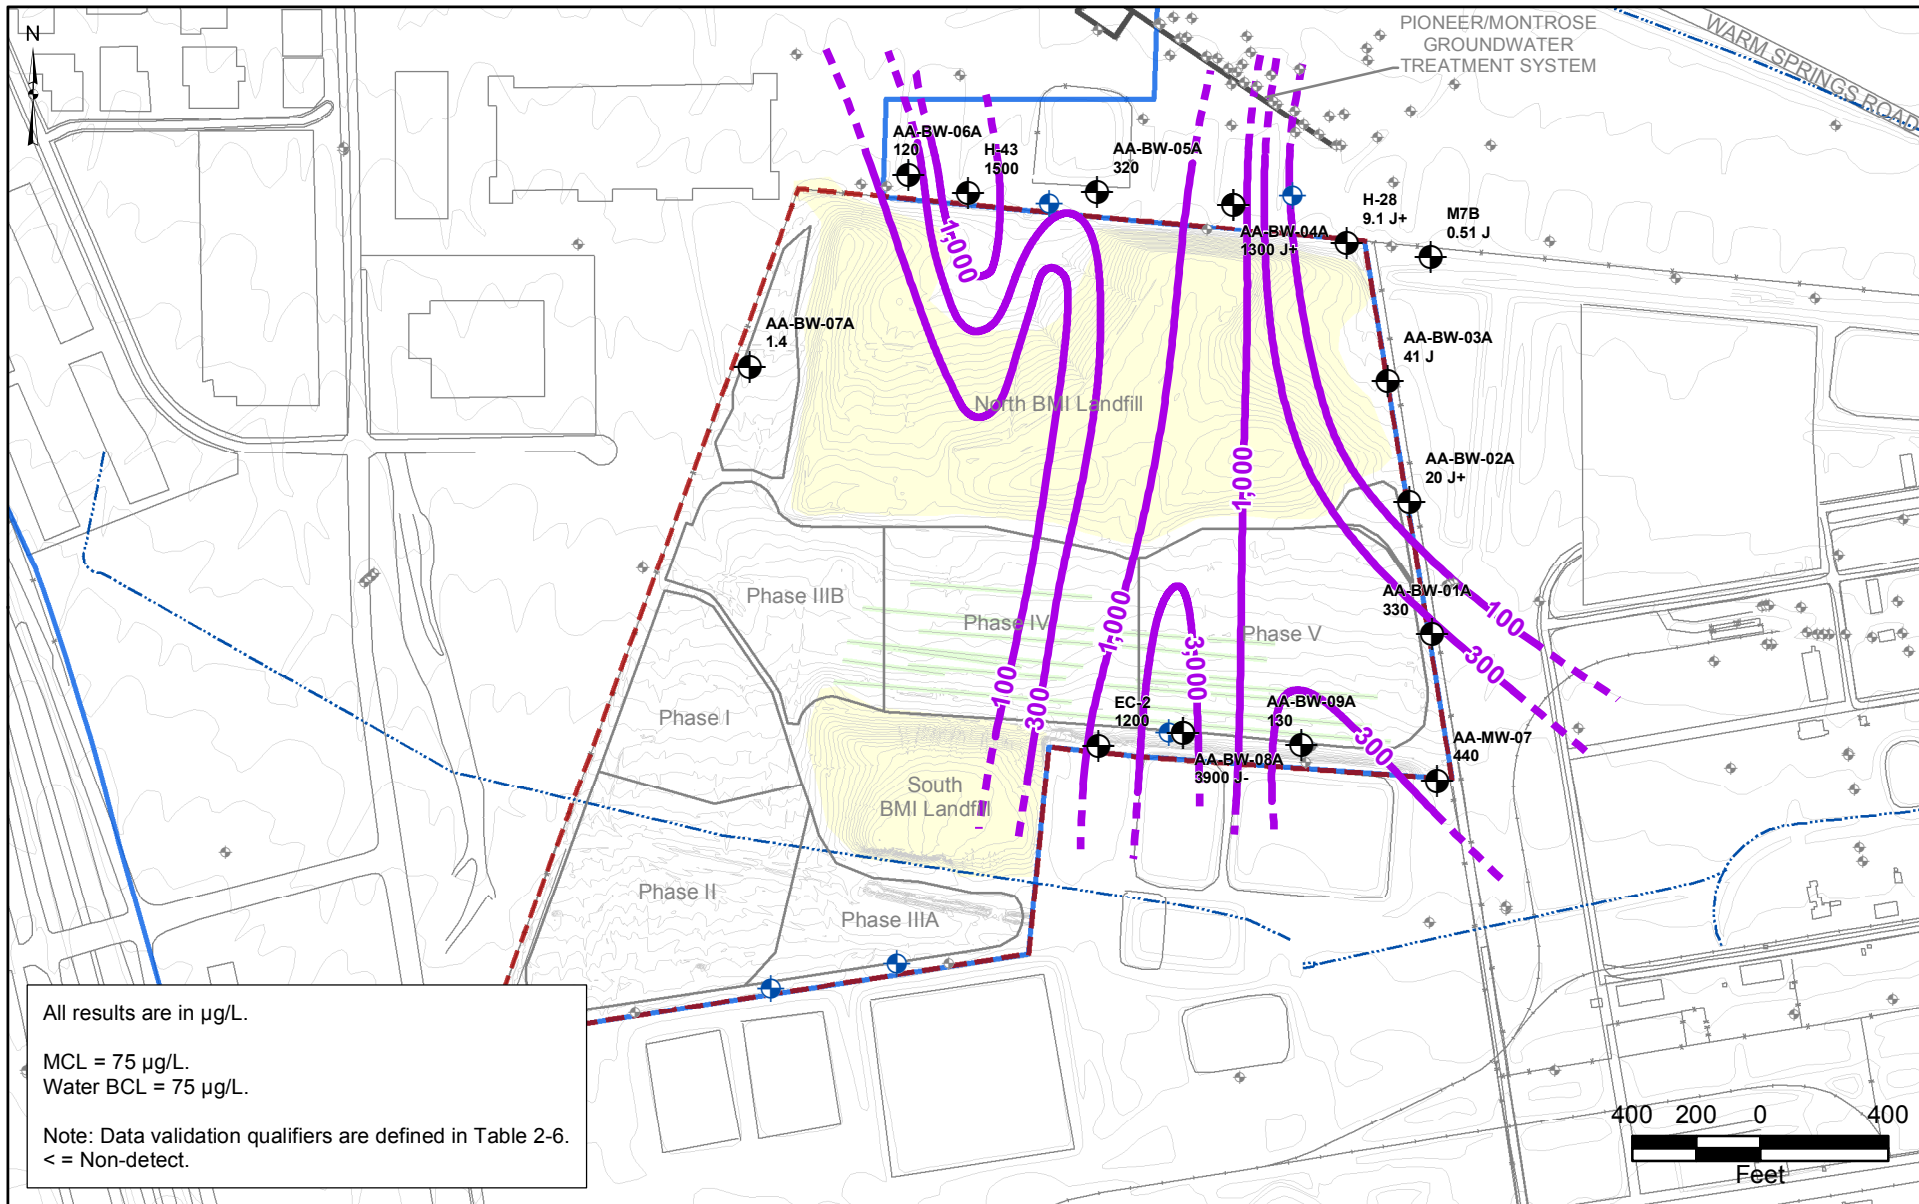 N
PIONEER/MONTROSE
GROUNDWATER
TREATMENT SYSTEM
WARM SPRINGS ROAD
AA-BW-06A
120
H-43
1500
AA-BW-05A
320
H-28
9.1 J+
M7B
0.51 J
AA-BW-04A
1300 J+
1,000
AA-BW-07A
1.4
AA-BW-03A
41 J
North BMI Landfill
AA-BW-02A
20 J+
1,000
Phase IIIB
Phase IV
Phase V
AA-BW-01A
330
100
1,000
3,000
300
100
300
Phase I
EC-2
1200
AA-BW-09A
130
300
AA-MW-07
440
AA-BW-08A
3900 J-
South
BMI Landfill
Phase II
Phase IIIA
All results are in µg/L.
MCL = 75 µg/L.
Water BCL = 75 µg/L.
Note: Data validation qualifiers are defined in Table 2-6.
< = Non-detect.
400 200 0 400
Feet